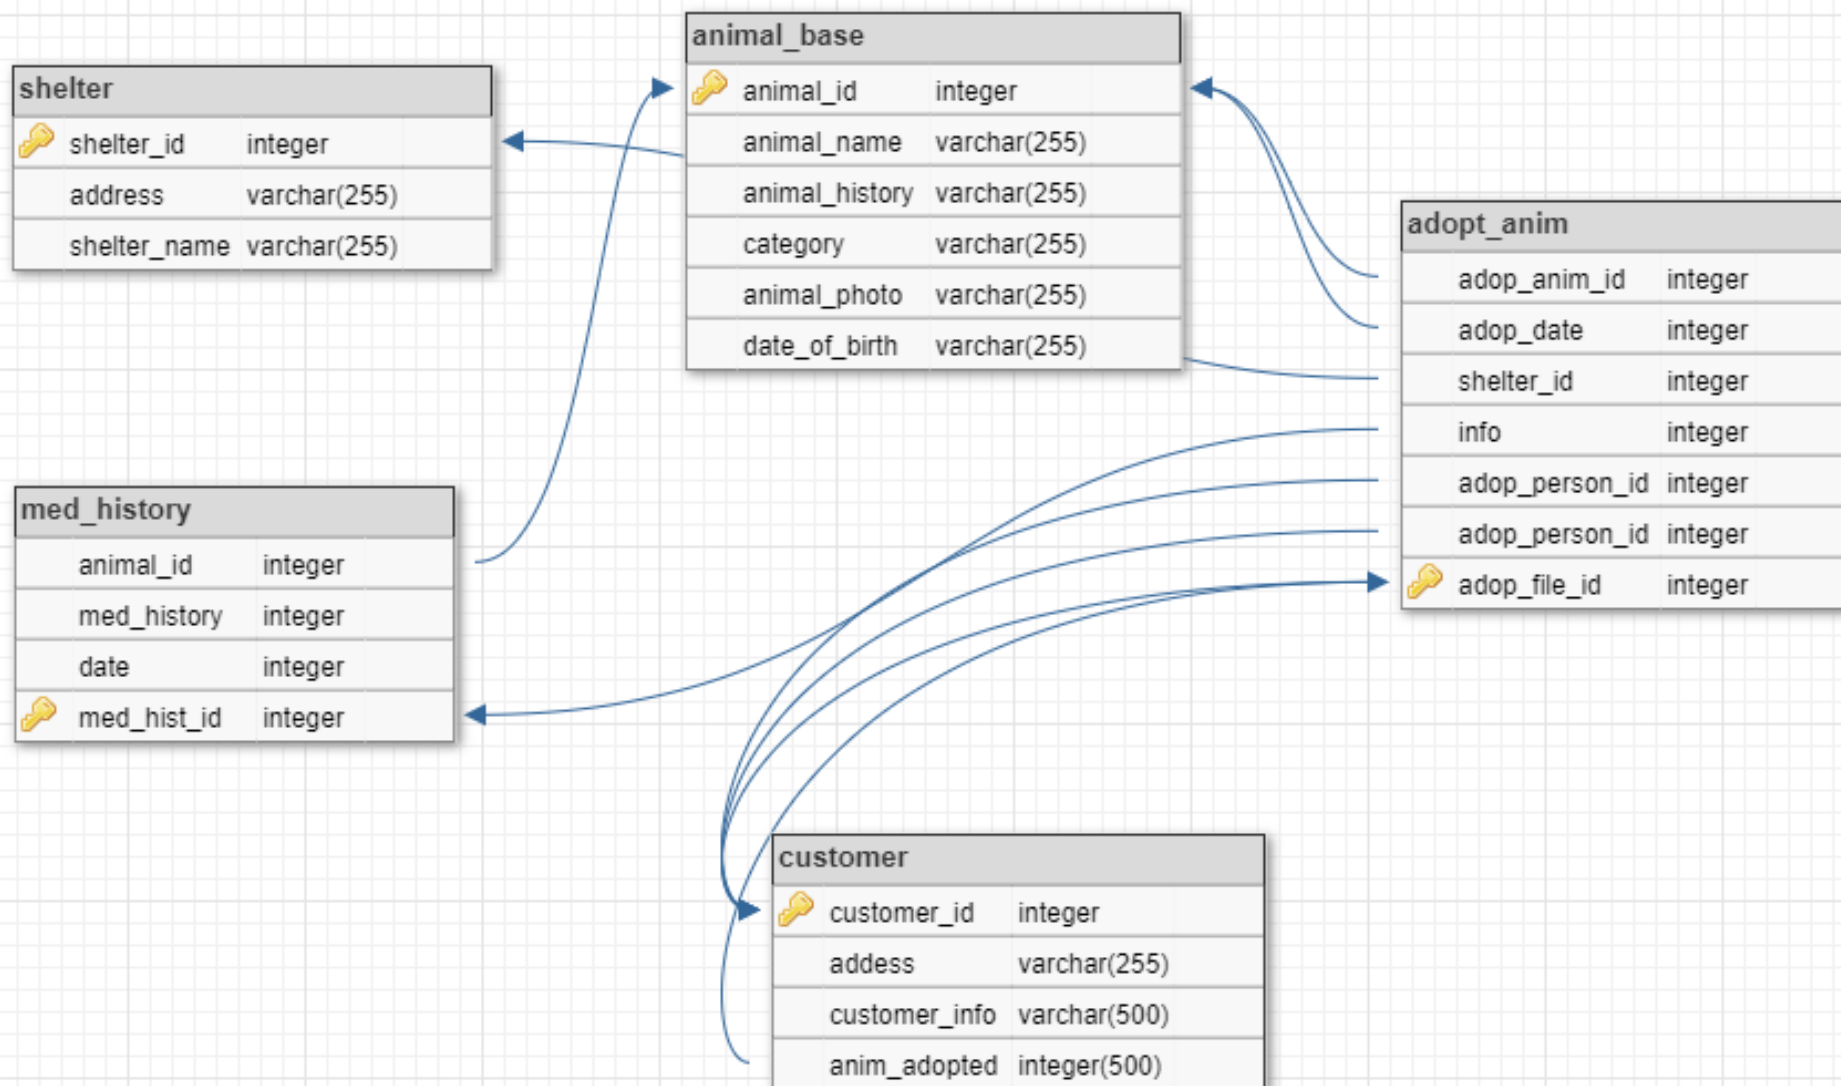 shelter
shelter_id integer
address varchar(255)
shelter_name varchar(255)
animal_base
animal_id integer
animal_name varchar(255)
animal_history varchar(255)
category varchar(255)
animal_photo varchar(255)
date_of_birth varchar(255)
adopt_anim
adop_anim_id integer
adop_date integer
shelter_id integer
info integer
adop_person_id integer
adop_person_id integer
adop_file_id integer
med_history
animal_id integer
med_history integer
date integer
med_hist_id integer
customer
customer_id integer
addess varchar(255)
customer_info varchar(500)
anim_adopted integer(500)